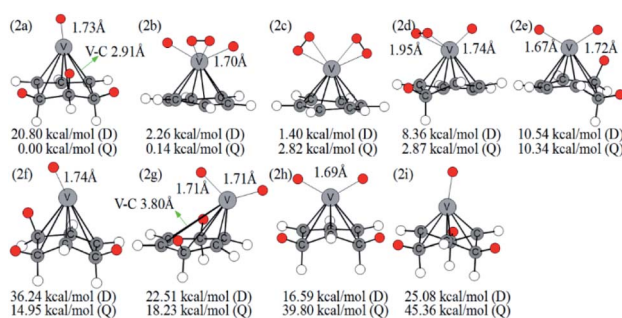 (2a)
1.73Å
V-C 2.91Å
V
C
C
C
20.80 kcal/mol (D)
0.00 kcal/mol (Q)
(2b)
V
1.70Å
2.26 kcal/mol (D)
0.14 kcal/mol (Q)
(2c)
V
1.40 kcal/mol (D)
2.82 kcal/mol (Q)
(2d)
1.95Å
V
1.74Å
8.36 kcal/mol (D)
2.87 kcal/mol (Q)
(2e)
1.67Å
V
1.72Å
10.54 kcal/mol (D)
10.34 kcal/mol (Q)
(2f)
1.74Å
V
36.24 kcal/mol (D)
14.95 kcal/mol (Q)
(2g)
1.71Å
1.71Å
V-C 3.80Å
V
22.51 kcal/mol (D)
18.23 kcal/mol (Q)
(2h)
1.69Å
V
16.59 kcal/mol (D)
39.80 kcal/mol (Q)
(2i)
V
25.08 kcal/mol (D)
45.36 kcal/mol (Q)